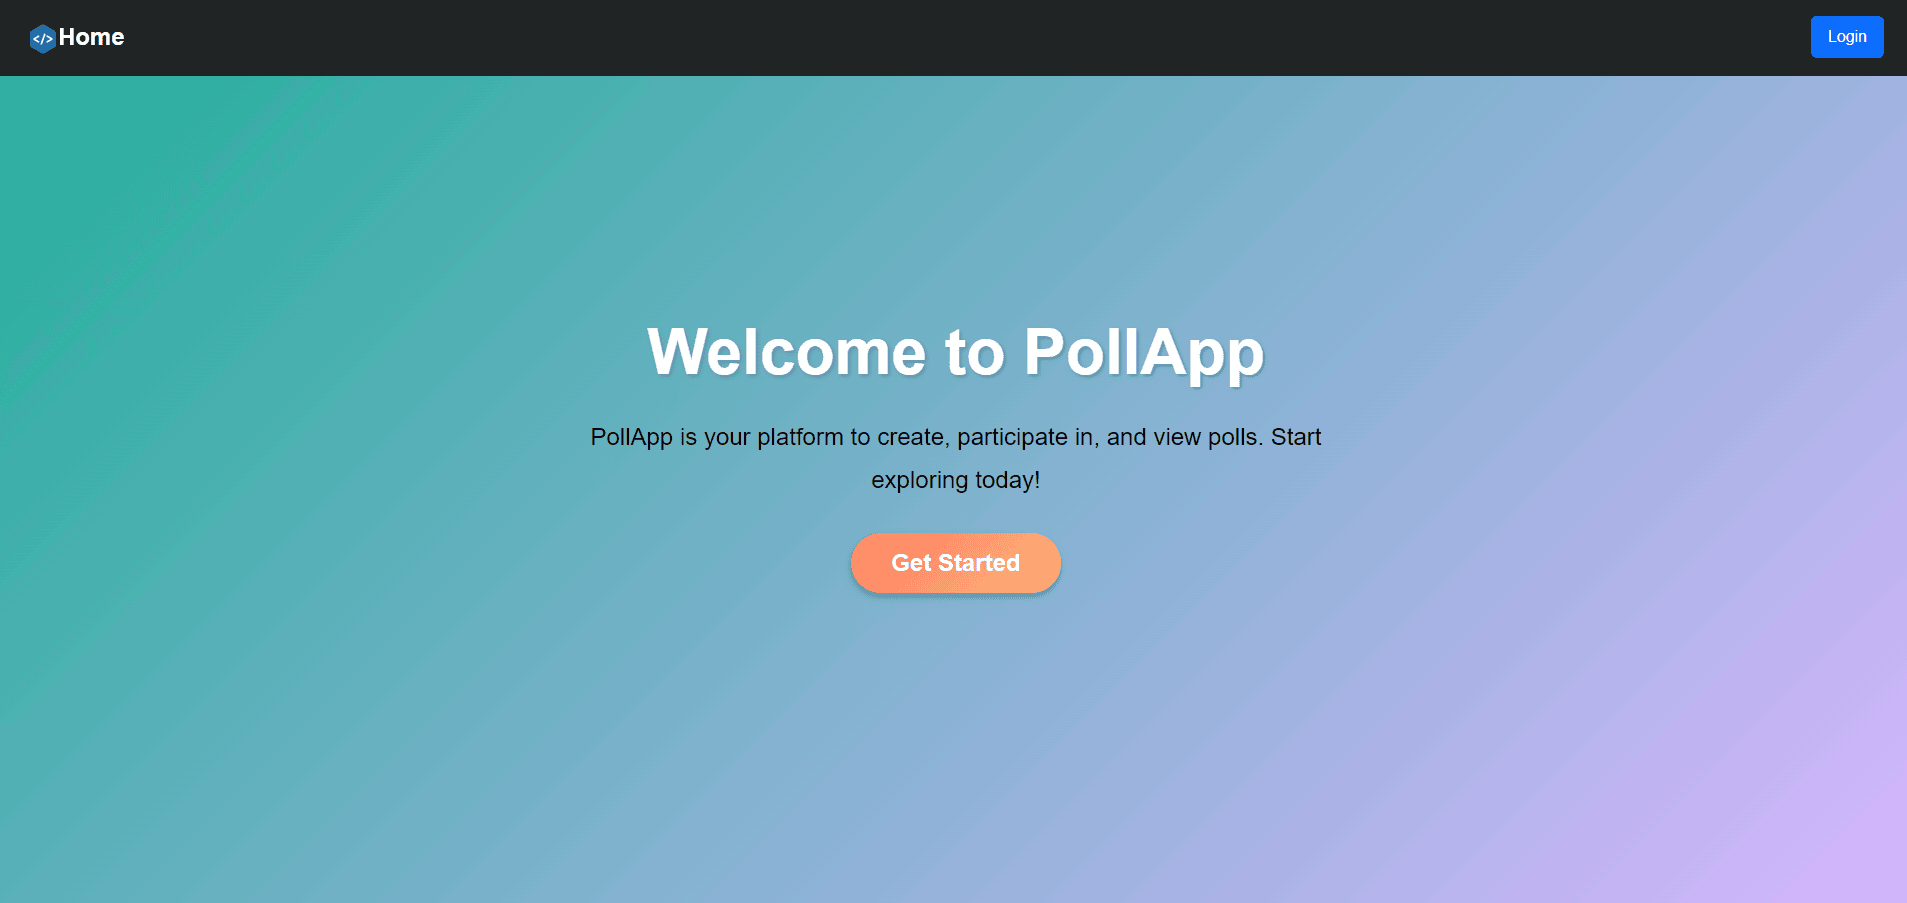 </> Home
Login
Welcome to PollApp
PollApp is your platform to create, participate in, and view polls. Start
exploring today!
Get Started